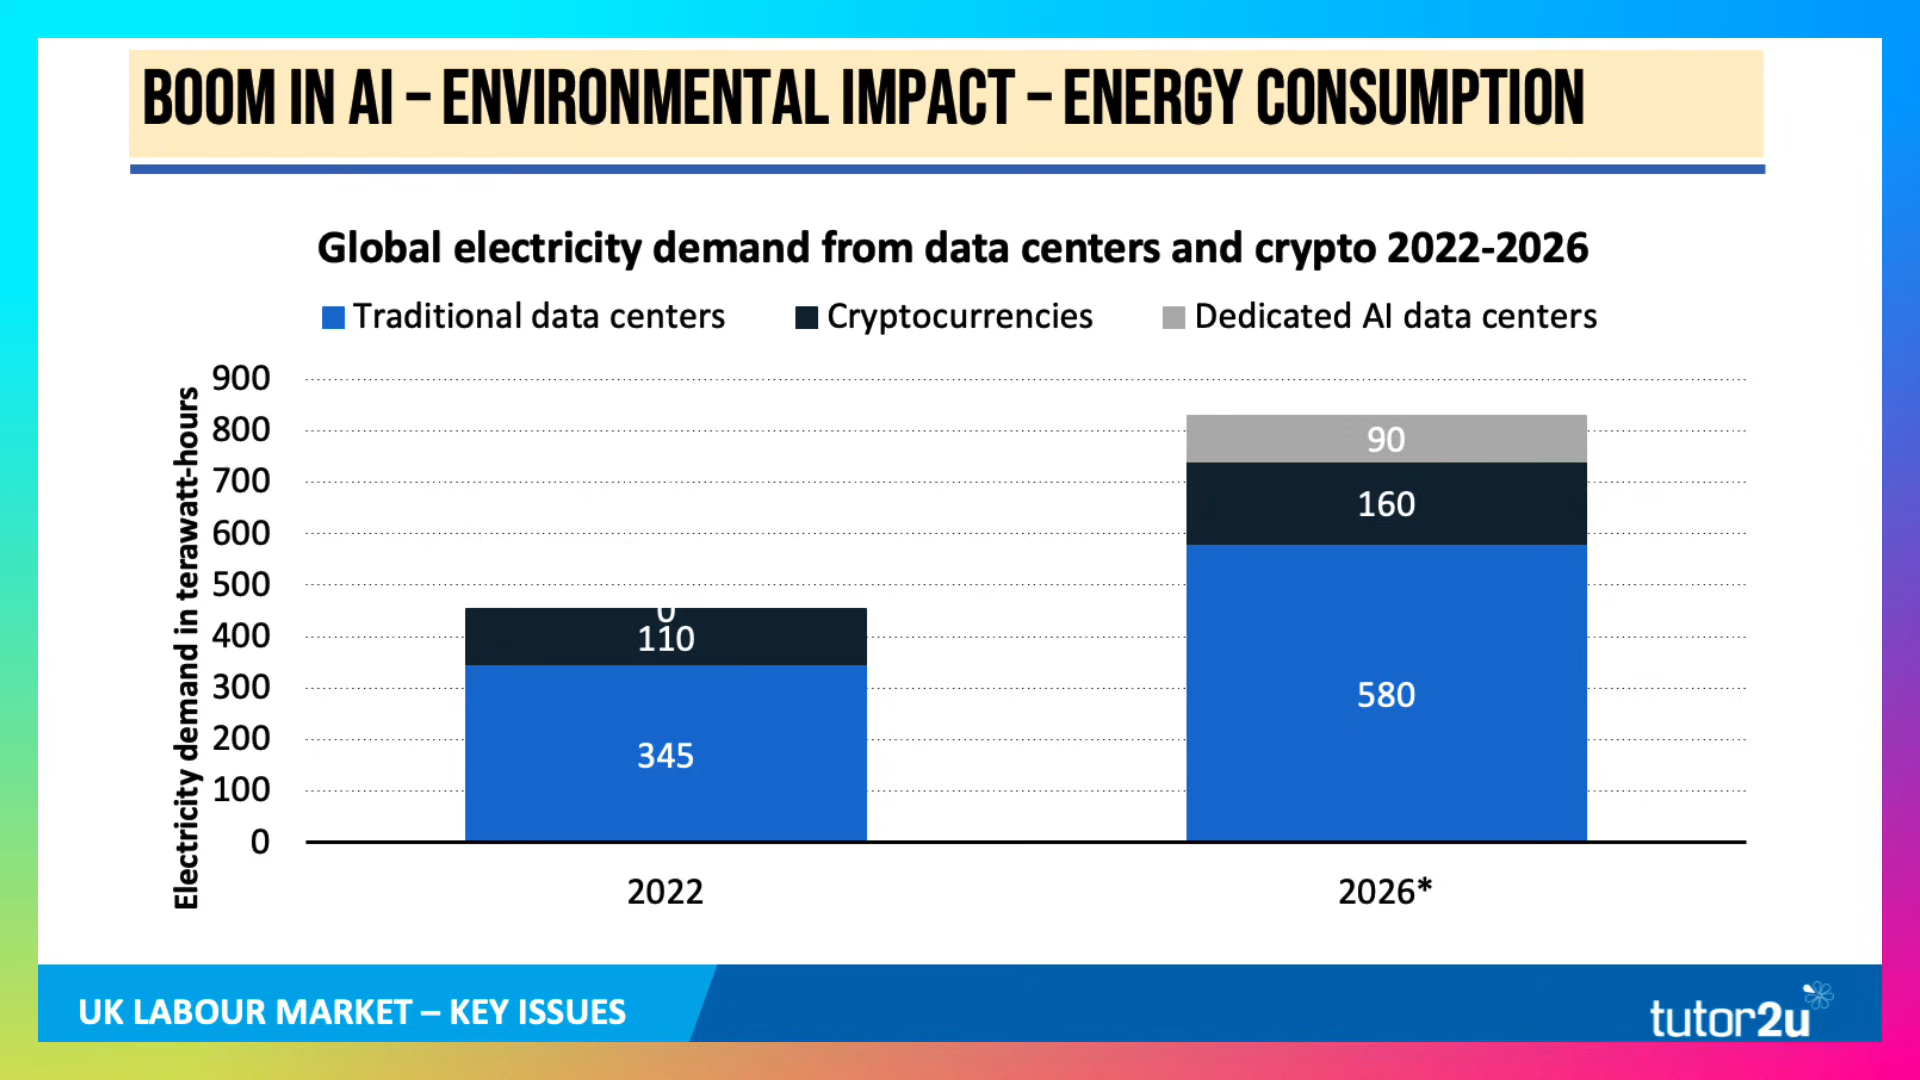 BOOM IN AI – ENVIRONMENTAL IMPACT – ENERGY CONSUMPTION
Global electricity demand from data centers and crypto 2022-2026
Traditional data centers Cryptocurrencies Dedicated AI data centers
Electricity demand in terawatt-hours
900
800
700
600
500
400
300
200
100
0
0
110
345
90
160
580
2022 2026*
UK LABOUR MARKET – KEY ISSUES
tutor2u